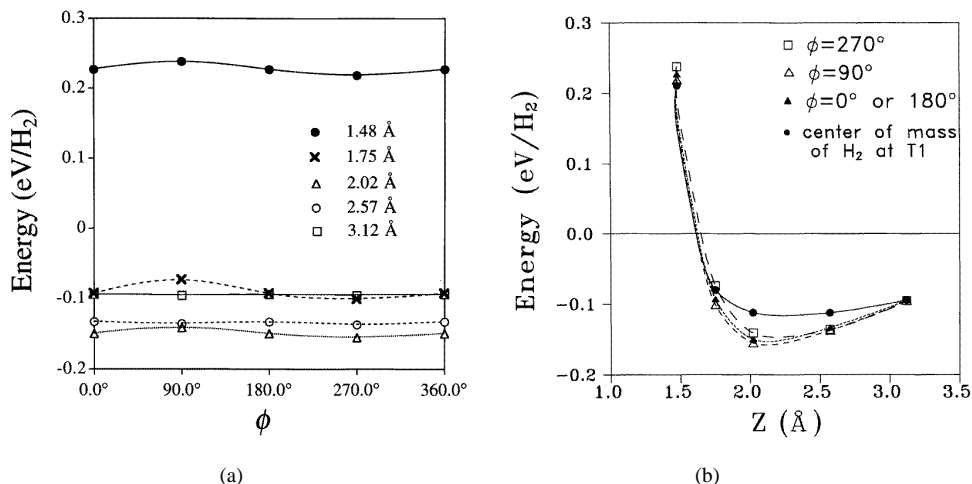 Energy (eV/H2)
0.3
0.2
0.1
0
-0.1
-0.2
1.48 Å
1.75 Å
2.02 Å
2.57 Å
3.12 Å
0.0° 90.0° 180.0° 270.0° 360.0°
ϕ
(a)
Energy (eV/H2)
0.3
0.2
0.1
0.0
-0.1
-0.2
ϕ=270°
ϕ=90°
ϕ=0° or 180°
center of mass
of H2 at T1
1.0 1.5 2.0 2.5 3.0 3.5
Z (Å)
(b)